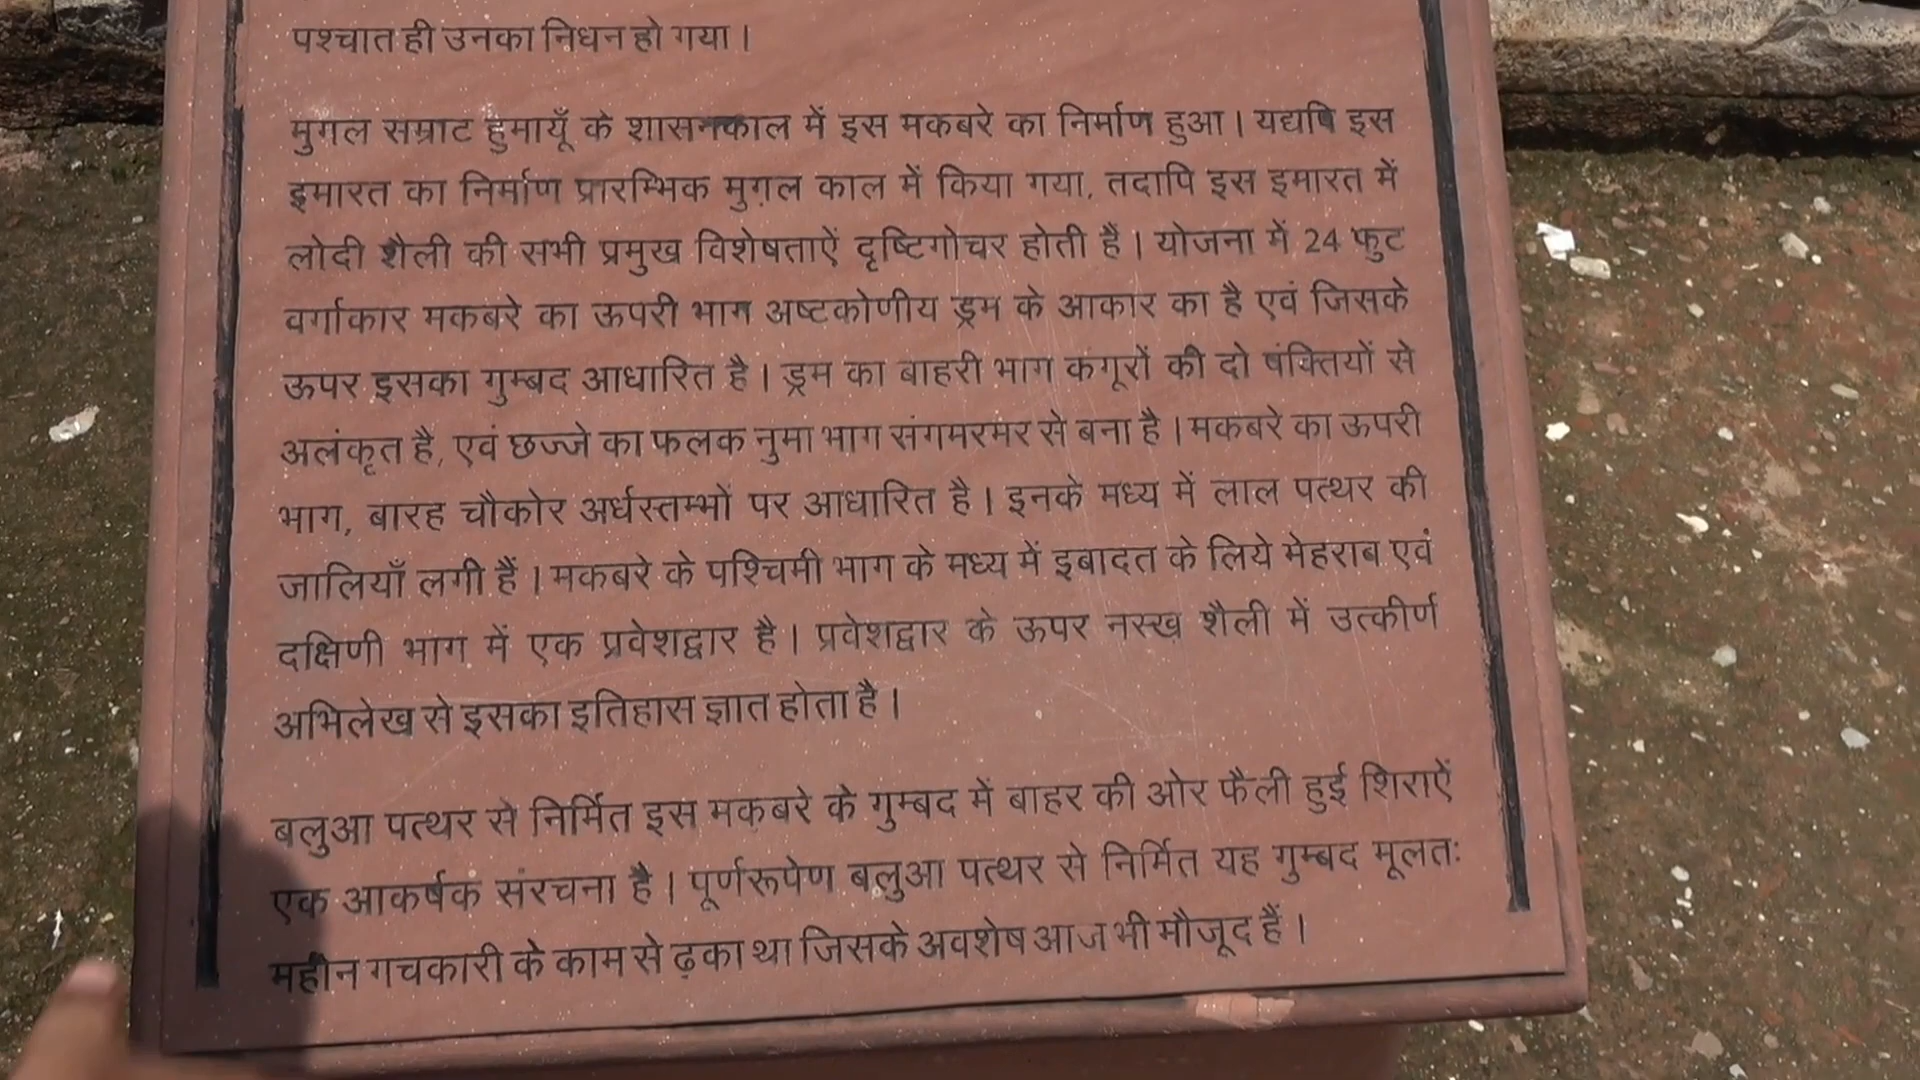 पश्चात ही उनका निधन हो गया।
मुगल सम्राट हुमायूँ के शासनकाल में इस मकबरे का निर्माण हुआ। यद्यपि इस
इमारत का निर्माण प्रारम्भिक मुग़ल काल में किया गया, तदापि इस इमारत में
लोदी शैली की सभी प्रमुख विशेषताऐं दृष्टिगोचर होती हैं। योजना में 24 फुट
वर्गाकार मकबरे का ऊपरी भाग अष्टकोणीय ड्रम के आकार का है एवं जिसके
ऊपर इसका गुम्बद आधारित है। ड्रम का बाहरी भाग कगूरों की दो पंक्तियों से
अलंकृत है, एवं छज्जे का फलक नुमा भाग संगमरमर से बना है। मकबरे का ऊपरी
भाग, बारह चौकोर अर्धस्तम्भों पर आधारित है। इनके मध्य में लाल पत्थर की
जालियाँ लगी हैं। मकबरे के पश्चिमी भाग के मध्य में इबादत के लिये मेहराब एवं
दक्षिणी भाग में एक प्रवेशद्वार है। प्रवेशद्वार के ऊपर नस्ख शैली में उत्कीर्ण
अभिलेख से इसका इतिहास ज्ञात होता है।
बलुआ पत्थर से निर्मित इस मकबरे के गुम्बद में बाहर की ओर फैली हुई शिराऐं
एक आकर्षक संरचना है। पूर्णरूपेण बलुआ पत्थर से निर्मित यह गुम्बद मूलतः
महीन गचकारी के काम से ढ़का था जिसके अवशेष आज भी मौजूद हैं।